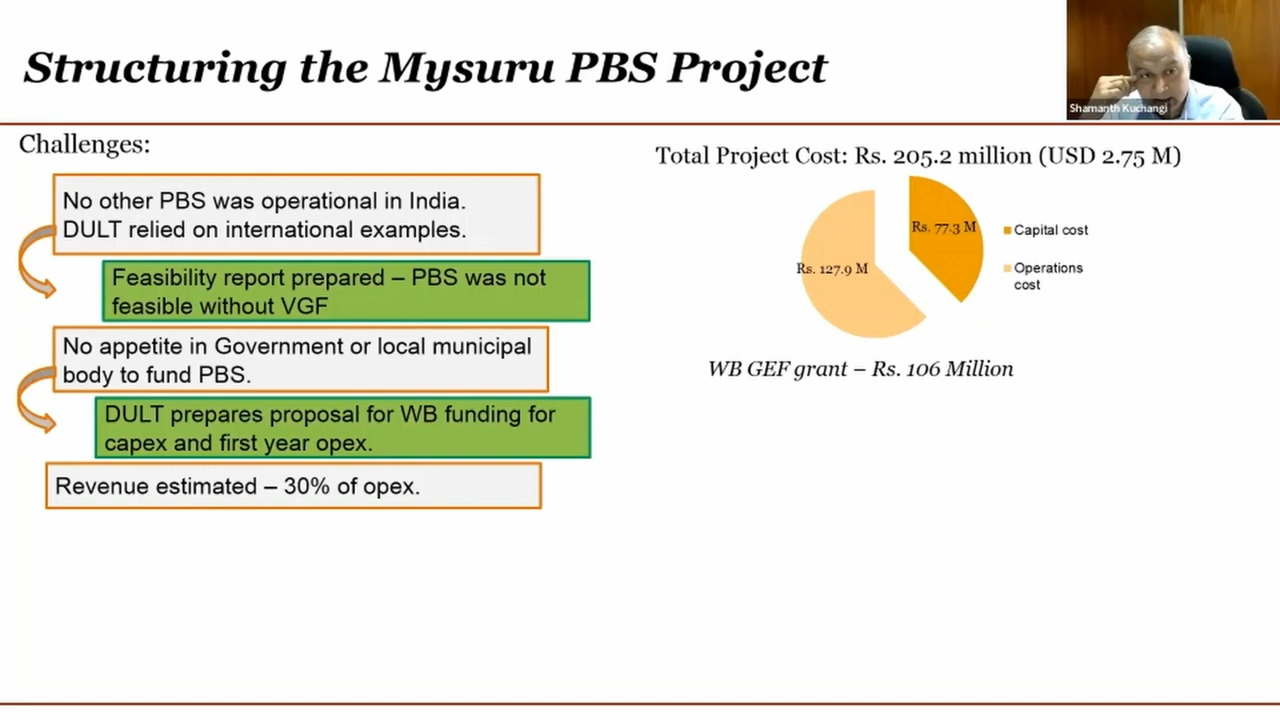 Structuring the Mysuru PBS Project
Shamanth Kuchangi
Challenges:
No other PBS was operational in India.
DULT relied on international examples.
Feasibility report prepared – PBS was not
feasible without VGF
No appetite in Government or local municipal
body to fund PBS.
DULT prepares proposal for WB funding for
capex and first year opex.
Revenue estimated – 30% of opex.
Total Project Cost: Rs. 205.2 million (USD 2.75 M)
Rs. 77.3 M
Rs. 127.9 M
Capital cost
Operations
cost
WB GEF grant – Rs. 106 Million